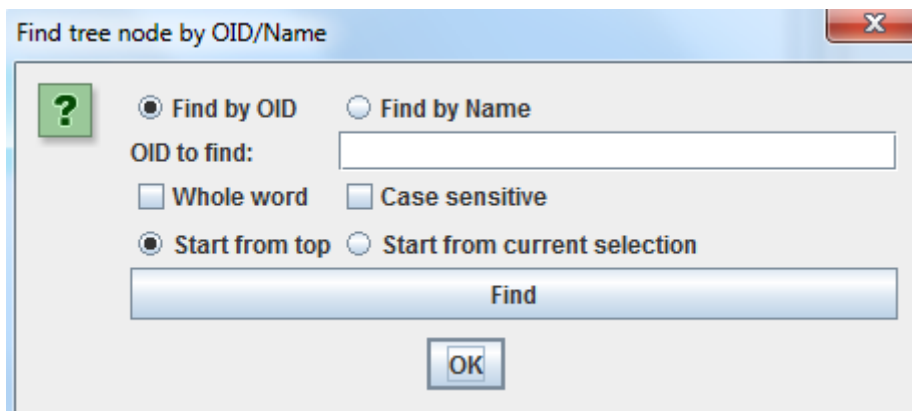 Find tree node by OID/Name
?
Find by OID Find by Name
OID to find:
Whole word Case sensitive
Start from top Start from current selection
Find
OK